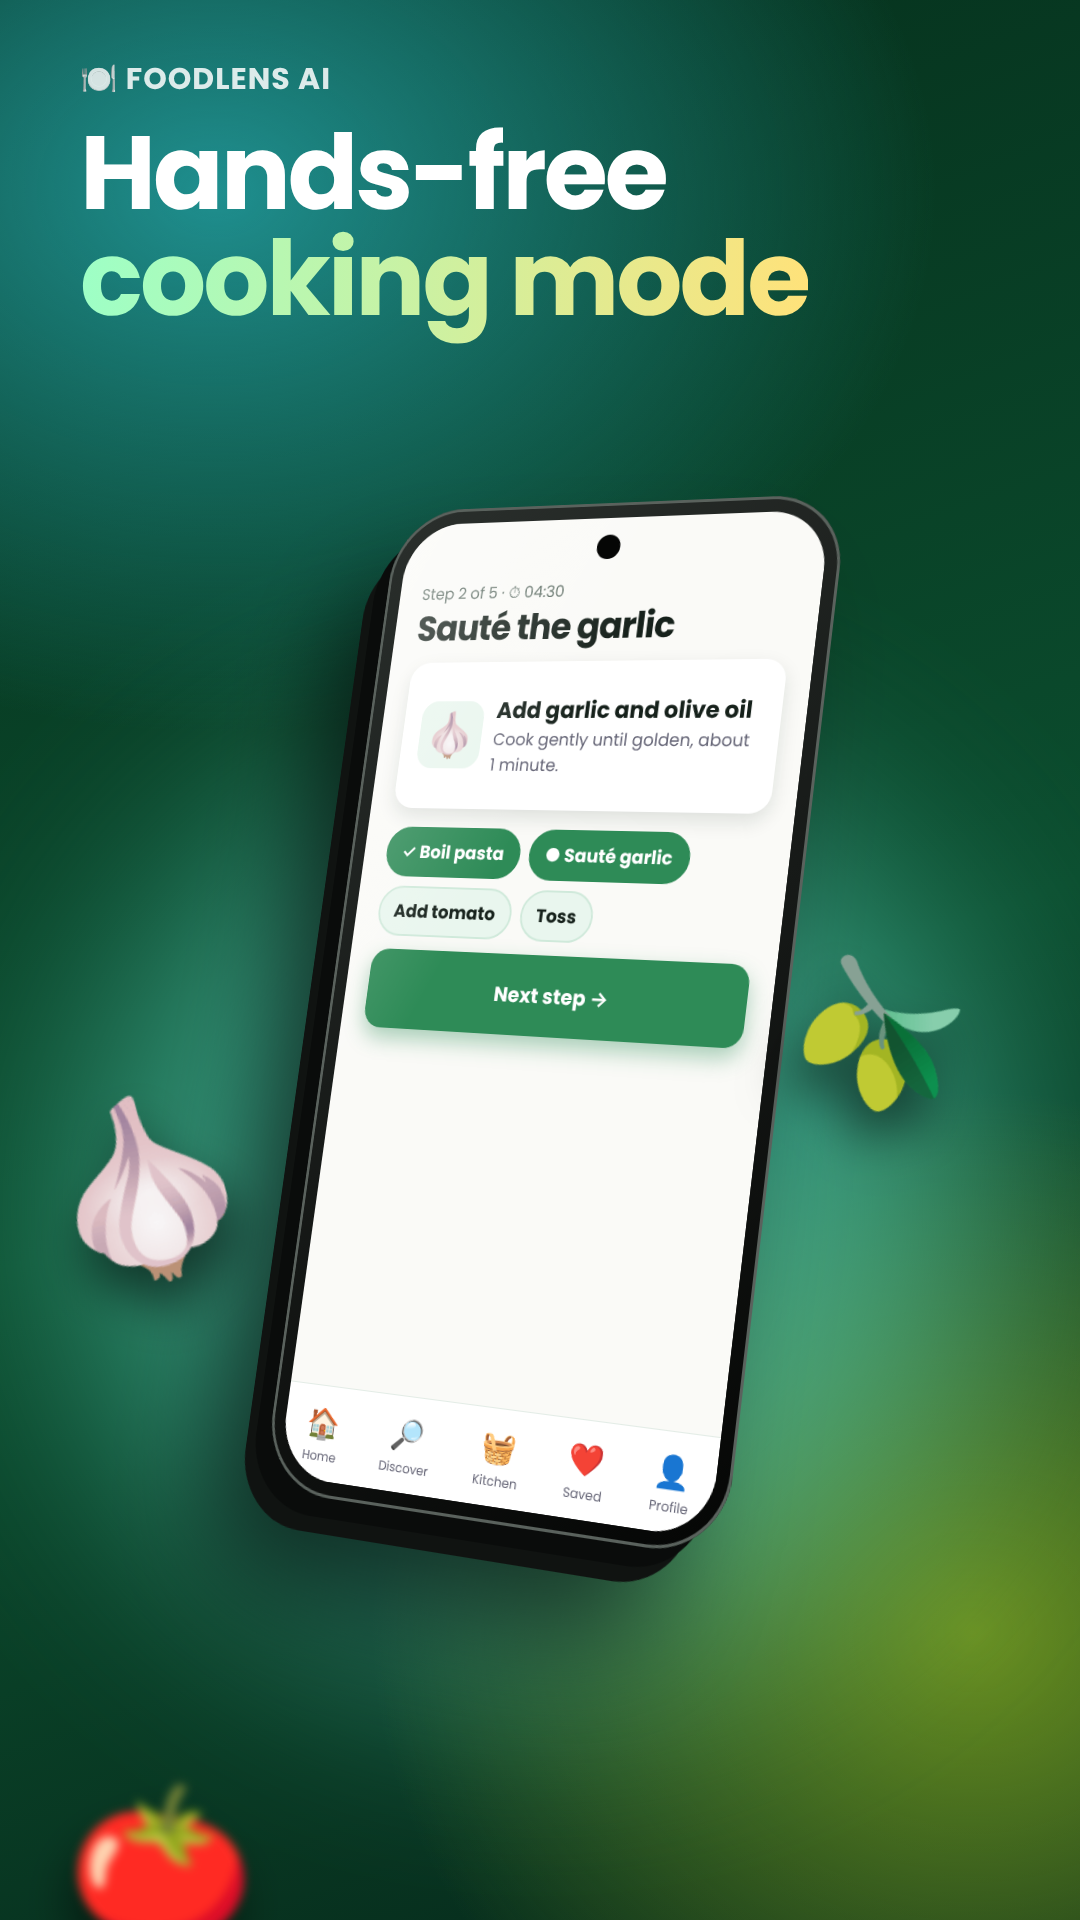 🍽 FOODLENS AI
Hands-free
cooking mode
Step 2 of 5 · ⏱ 04:30
Sauté the garlic
Add garlic and olive oil
Cook gently until golden, about
1 minute.
✓ Boil pasta
● Sauté garlic
Add tomato
Toss
Next step →
Home
Discover
Kitchen
Saved
Profile